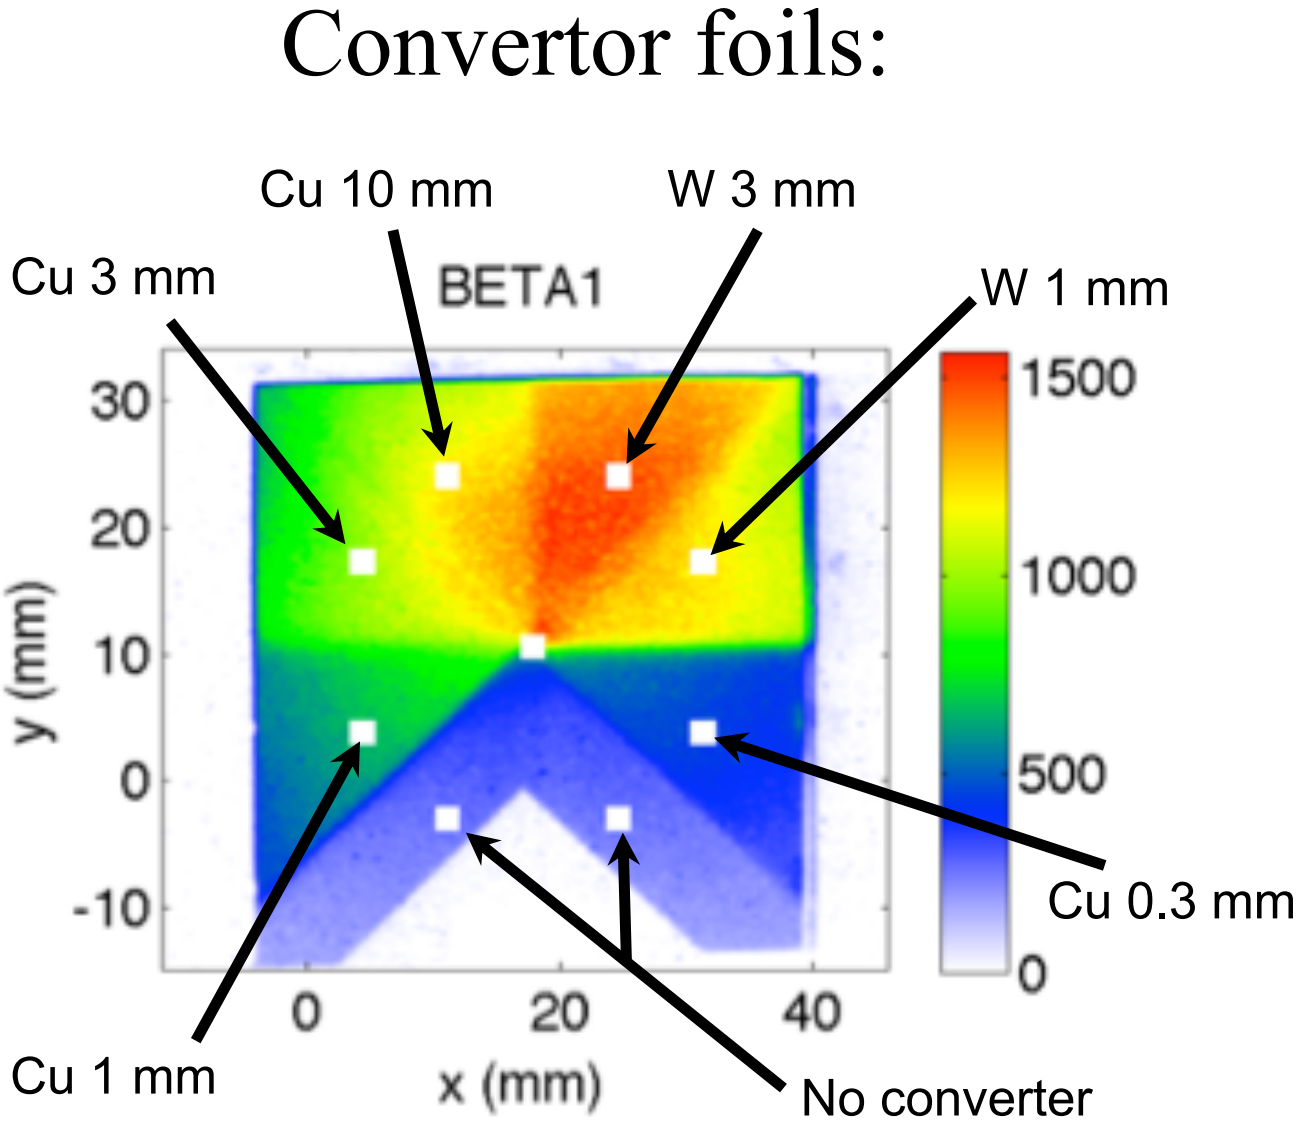 Convertor foils:
Cu 10 mm
W 3 mm
Cu 3 mm
BETA1
W 1 mm
30
20
10
0
-10
y (mm)
1500
1000
500
0
Cu 0.3 mm
0
20
40
x (mm)
Cu 1 mm
No converter